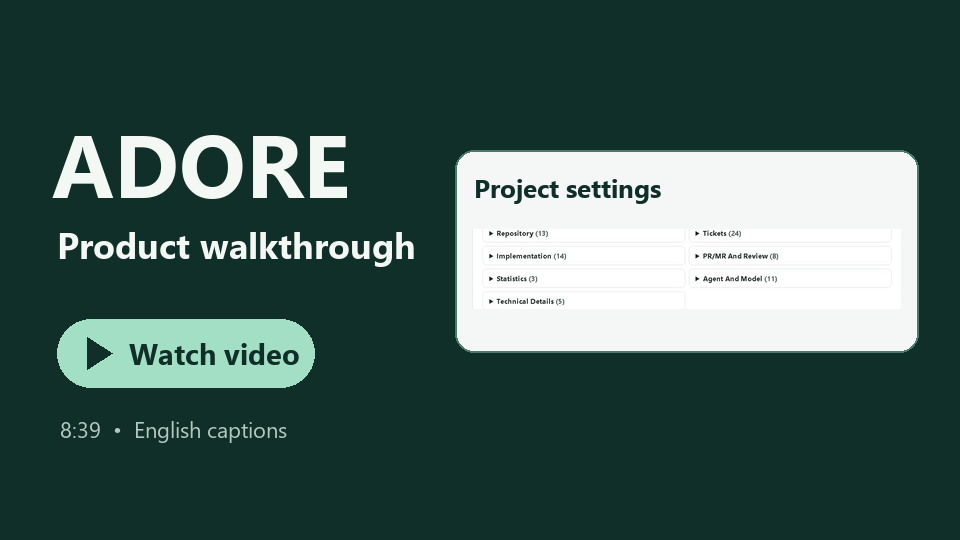 ADORE
Product walkthrough
Watch video
8:39 • English captions
Project settings
Repository (13)
Tickets (24)
Implementation (14)
PR/MR And Review (8)
Statistics (3)
Agent And Model (11)
Technical Details (5)